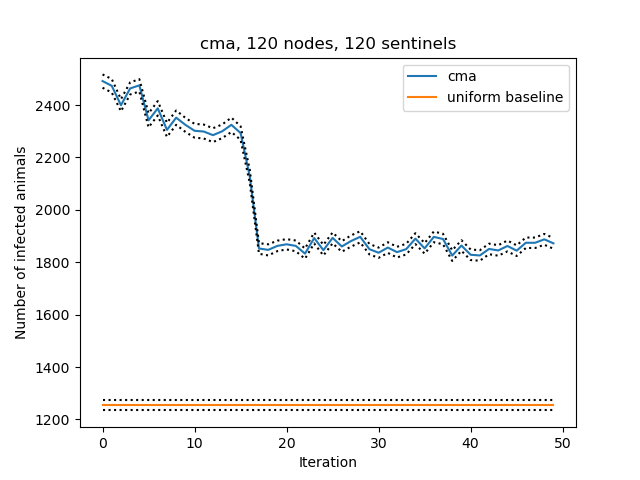 cma, 120 nodes, 120 sentinels
cma
uniform baseline
Number of infected animals
2400
2200
2000
1800
1600
1400
1200
0 10 20 30 40 50
Iteration